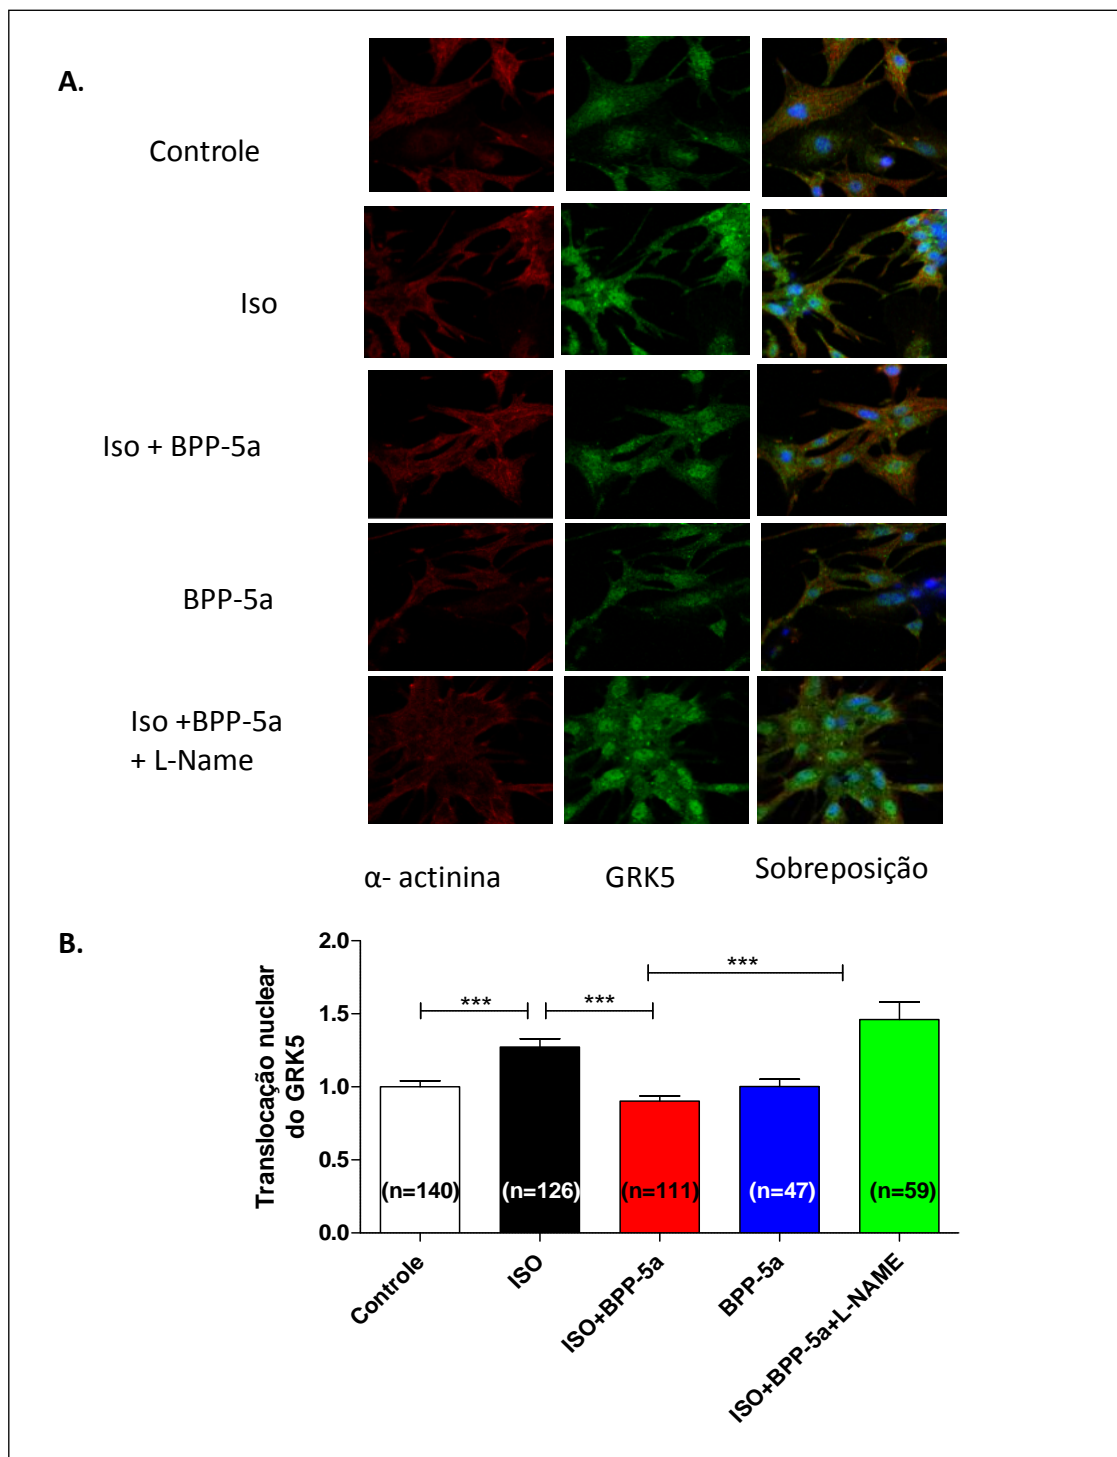 A.
Controle
Iso
Iso + BPP-5a
BPP-5a
Iso +BPP-5a
+ L-Name
α- actinina
GRK5
Sobreposição
B.
Translocação nuclear
do GRK5
2.0
1.5
1.0
0.5
0.0
***
***
***
(n=140)
(n=126)
(n=111)
(n=47)
(n=59)
Controle
ISO
ISO+BPP-5a
BPP-5a
ISO+BPP-5a+L-NAME